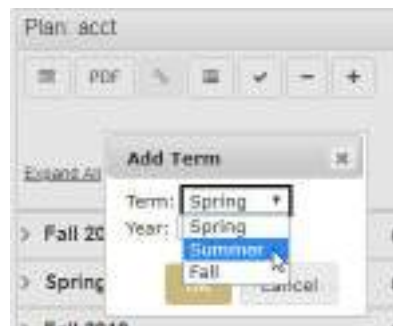 Plan: acct
PDF
Expand All
Add Term
Term: Spring
Year: Spring
Summer
Fall
Fall 20
Spring
Cancel